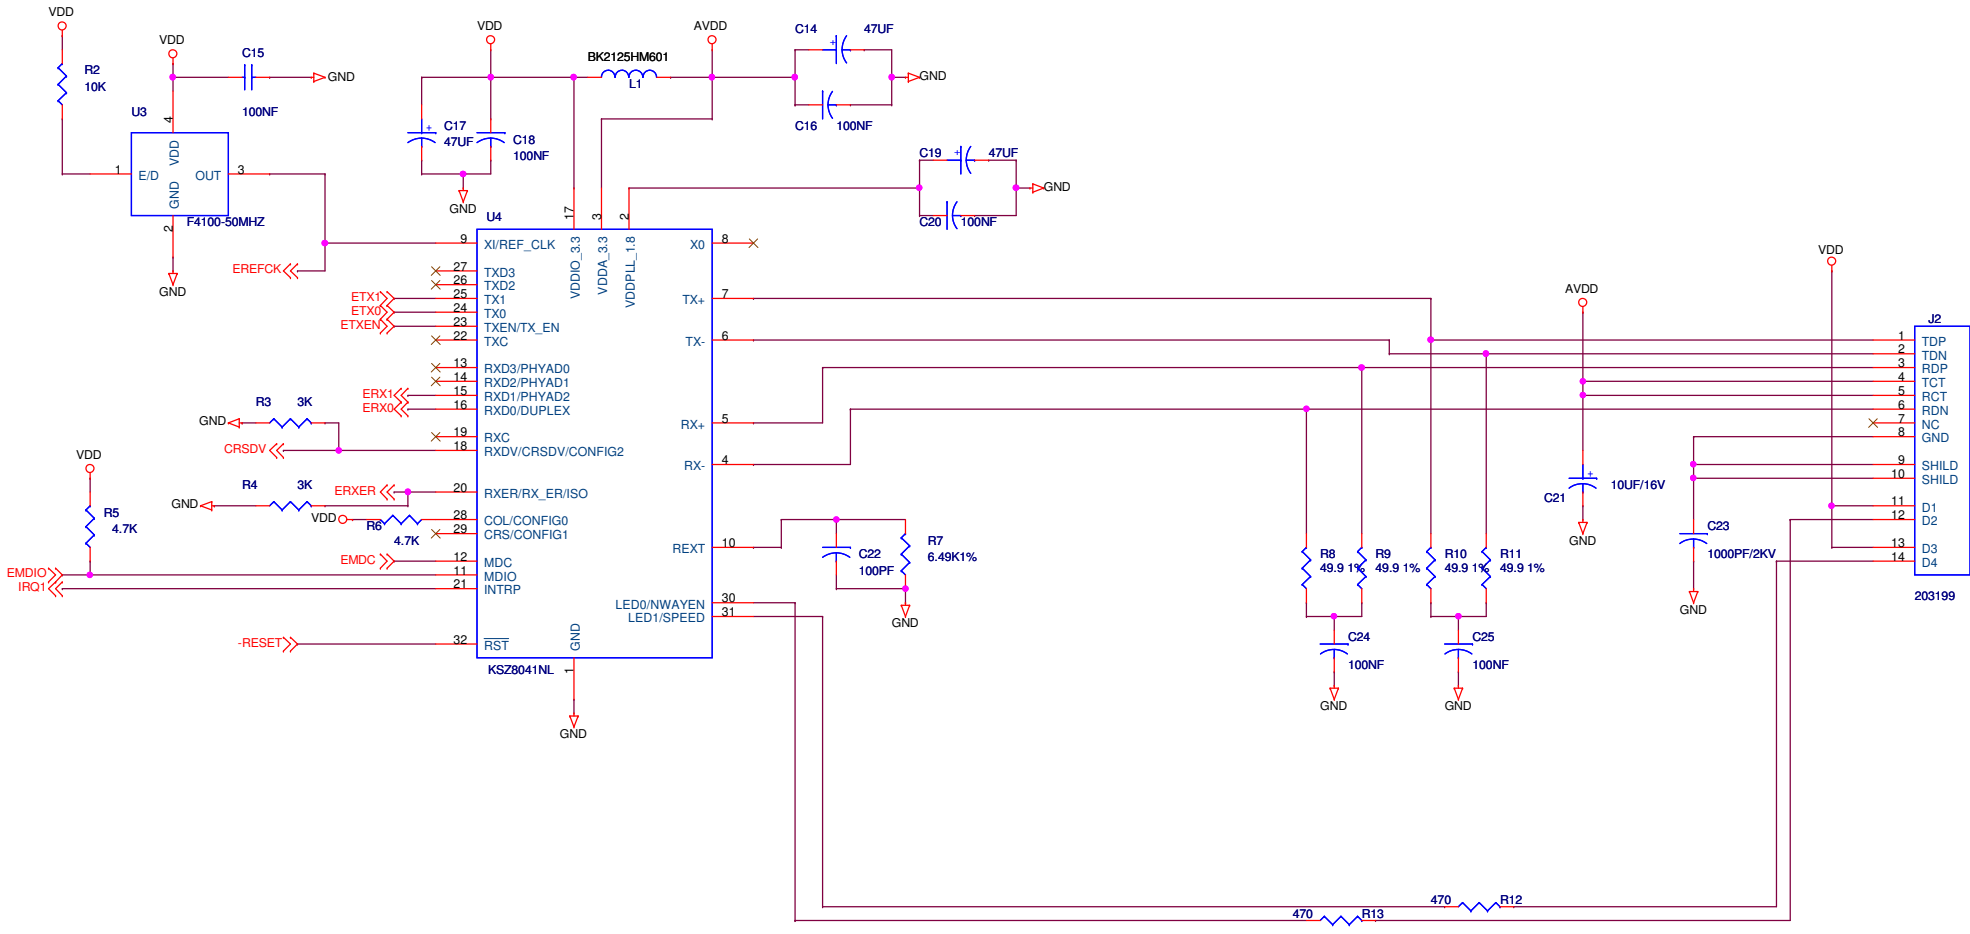 VDD
R2
10K
VDD
C15
100NF
GND
U3
4
VDD
1
E/D
OUT
3
GND
2
F4100-50MHZ
GND
EREFCK
VDD
BK2125HM601
L1
AVDD
C14
47UF
GND
C16
100NF
C17
47UF
C18
100NF
GND
C19
47UF
GND
C20
100NF
U4
17
3
2
VDDIO_3.3
VDDA_3.3
VDDPLL_1.8
9
XI/REF_CLK
27
TXD3
26
TXD2
ETX1
25
TX1
ETX0
24
TX0
ETXEN
23
TXEN/TX_EN
22
TXC
13
RXD3/PHYAD0
14
RXD2/PHYAD1
ERX1
15
RXD1/PHYAD2
ERX0
16
RXD0/DUPLEX
R3
3K
GND
19
RXC
CRSDV
18
RXDV/CRSDV/CONFIG2
VDD
R4
3K
GND
ERXER
20
RXER/RX_ER/ISO
R5
4.7K
VDD
R6
4.7K
28
COL/CONFIG0
29
CRS/CONFIG1
EMDC
12
MDC
EMDIO
11
MDIO
IRQ1
21
INTRP
-RESET
32
RST
KSZ8041NL
GND
1
GND
X0
8
TX+
7
TX-
6
RX+
5
RX-
4
REXT
10
LED0/NWAYEN
30
LED1/SPEED
31
C22
100PF
R7
6.49K1%
GND
R8
49.9 1%
R9
49.9 1%
R10
49.9 1%
R11
49.9 1%
C24
100NF
GND
C25
100NF
GND
AVDD
C21
10UF/16V
GND
VDD
C23
1000PF/2KV
GND
J2
1
TDP
2
TDN
3
RDP
4
TCT
5
RCT
6
RDN
7
NC
8
GND
9
SHILD
10
SHILD
11
D1
12
D2
13
D3
14
D4
203199
470
R12
470
R13